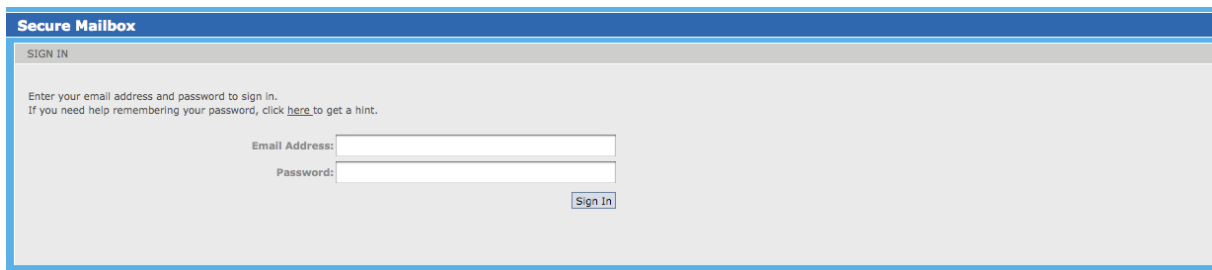 Secure Mailbox
SIGN IN
Enter your email address and password to sign in.
If you need help remembering your password, click here to get a hint.
Email Address:
Password:
Sign In